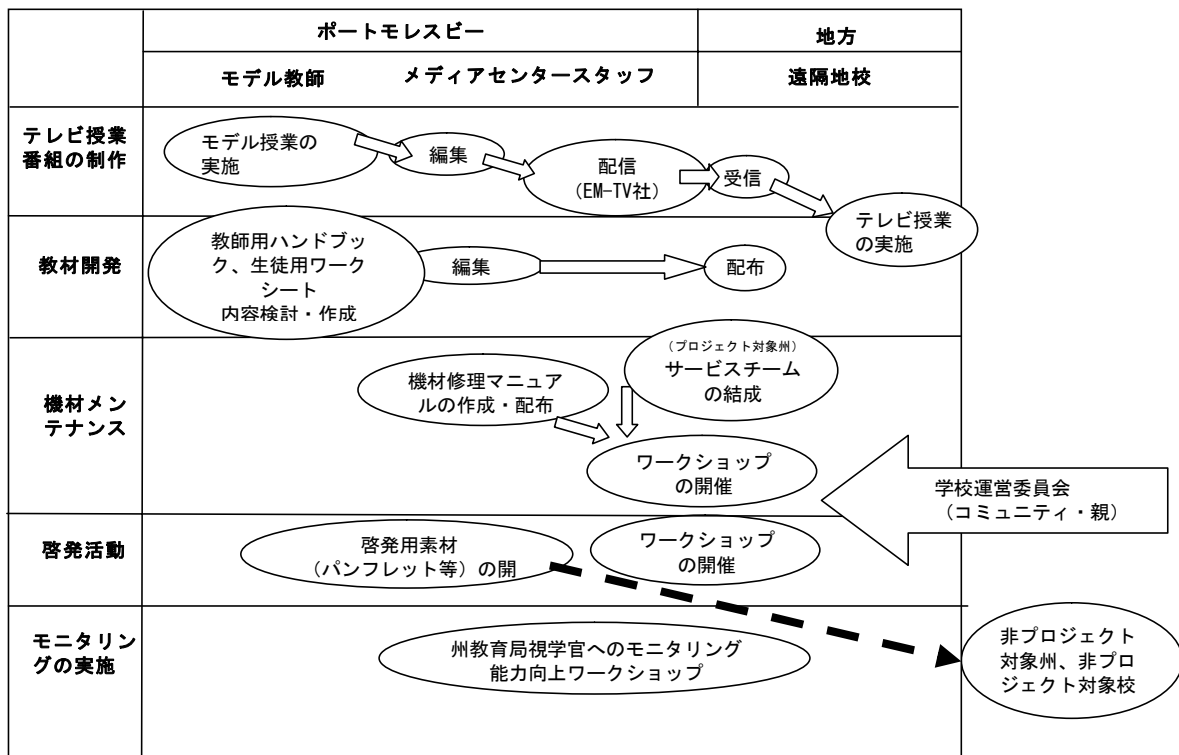 ポートモレスビー
地方
モデル教師
メディアセンタースタッフ
遠隔地校
テレビ授業
番組の制作
モデル授業の
実施
編集
配信
(EM-TV社)
受信
テレビ授業
の実施
教材開発
教師用ハンドブッ
ク、生徒用ワーク
シート
内容検討・作成
編集
配布
機材メン
テナンス
機材修理マニュア
ルの作成・配布
(プロジェクト対象州)
サービスチーム
の結成
ワークショップ
の開催
学校運営委員会
(コミュニティ・親)
啓発活動
啓発用素材
(パンフレット等)の開
ワークショップ
の開催
モニタリン
グの実施
州教育局視学官へのモニタリング
能力向上ワークショップ
非プロジェクト
対象州、非プロ
ジェクト対象校